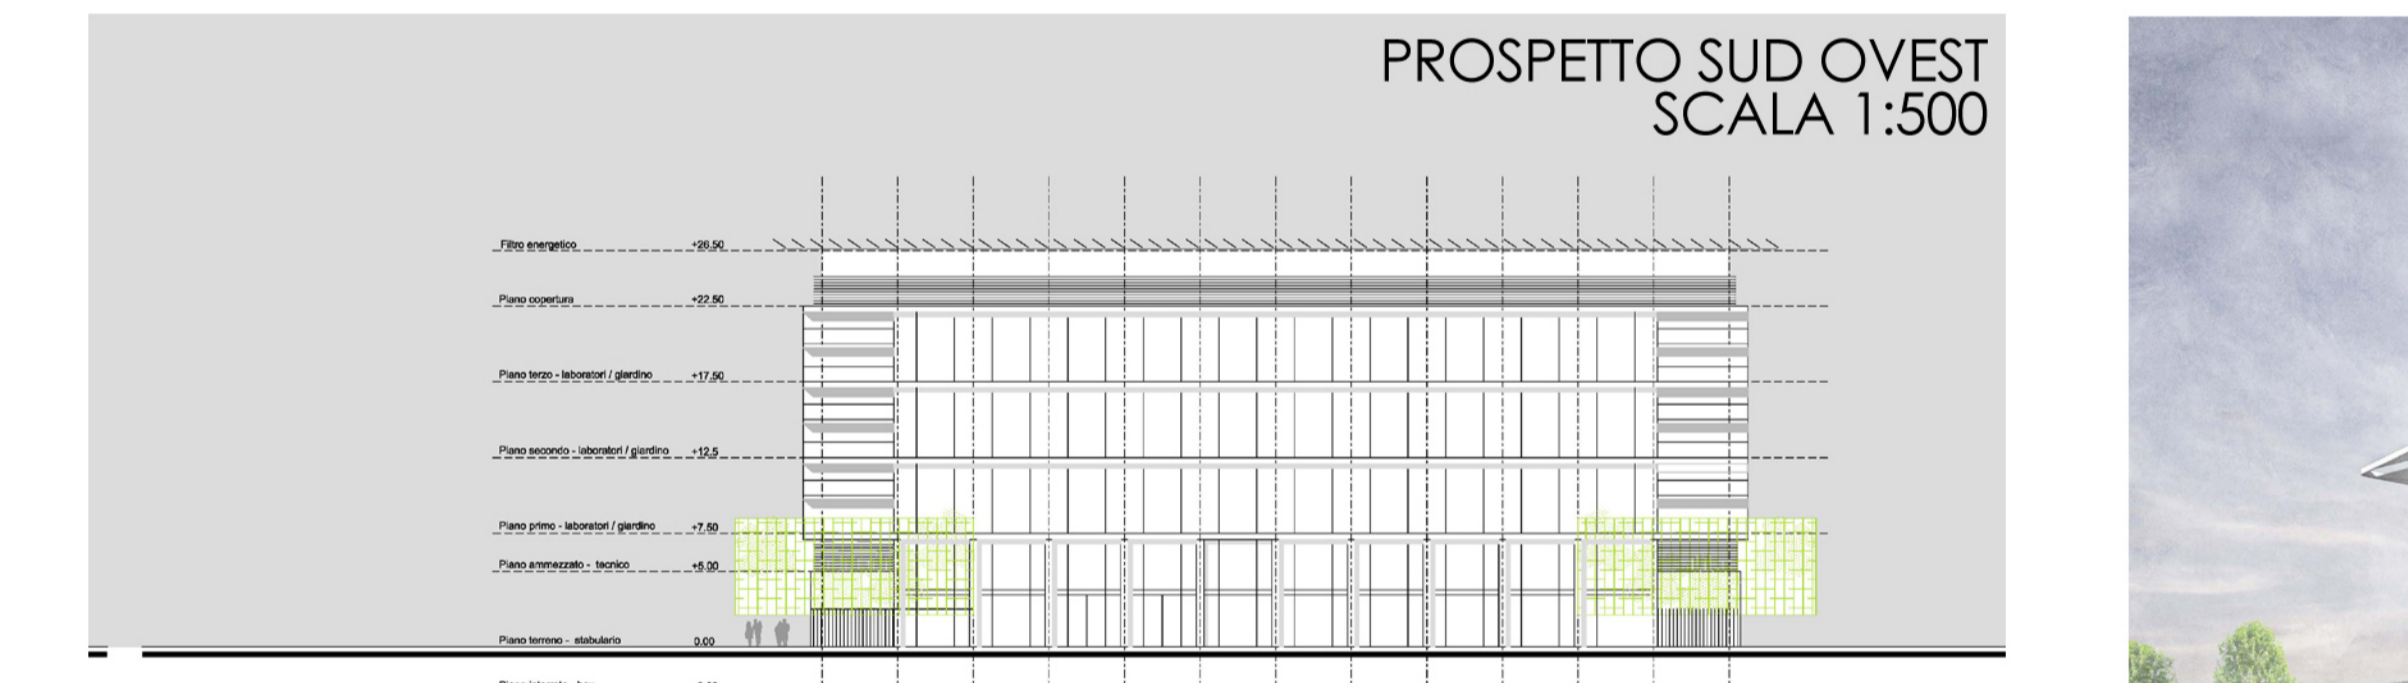 PROSPETTO SUD OVEST
SCALA 1:500
Filtro energetico +26.50
Piano copertura +22.50
Piano terzo - laboratori / giardino +17.50
Piano secondo - laboratori / giardino +12.5
Piano primo - laboratori / giardino +7.50
Piano ammezzato - tecnico +5.00
Piano terreno - stabulario 0.00